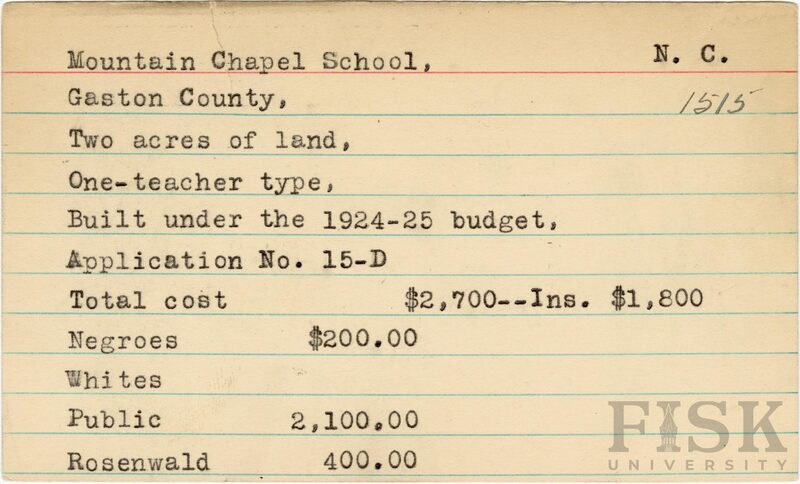 Mountain Chapel School, N. C.
Gaston County, 1515
Two acres of land,
One-teacher type,
Built under the 1924-25 budget,
Application No. 15-D
Total cost $2,700--Ins. $1,800
Negroes $200.00
Whites
Public 2,100.00
Rosenwald 400.00
FISK
UNIVERSITY